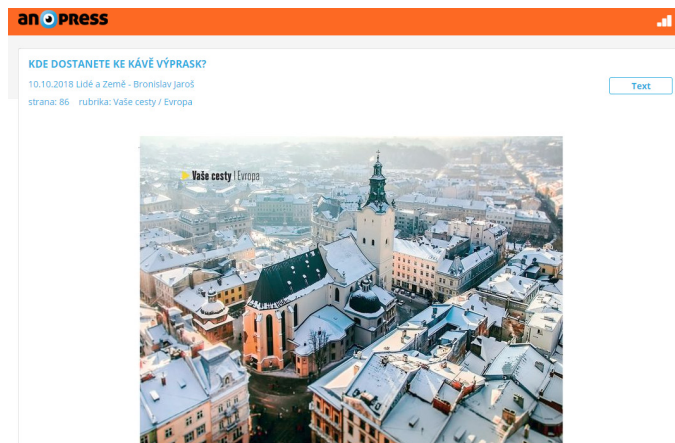 anopress
KDE DOSTANETE KE KÁVĚ VÝPRASK?
10.10.2018 Lidé a Země - Bronislav Jaroš
Text
strana: 86 rubrika: Vaše cesty / Evropa
Vaše cesty | Evropa